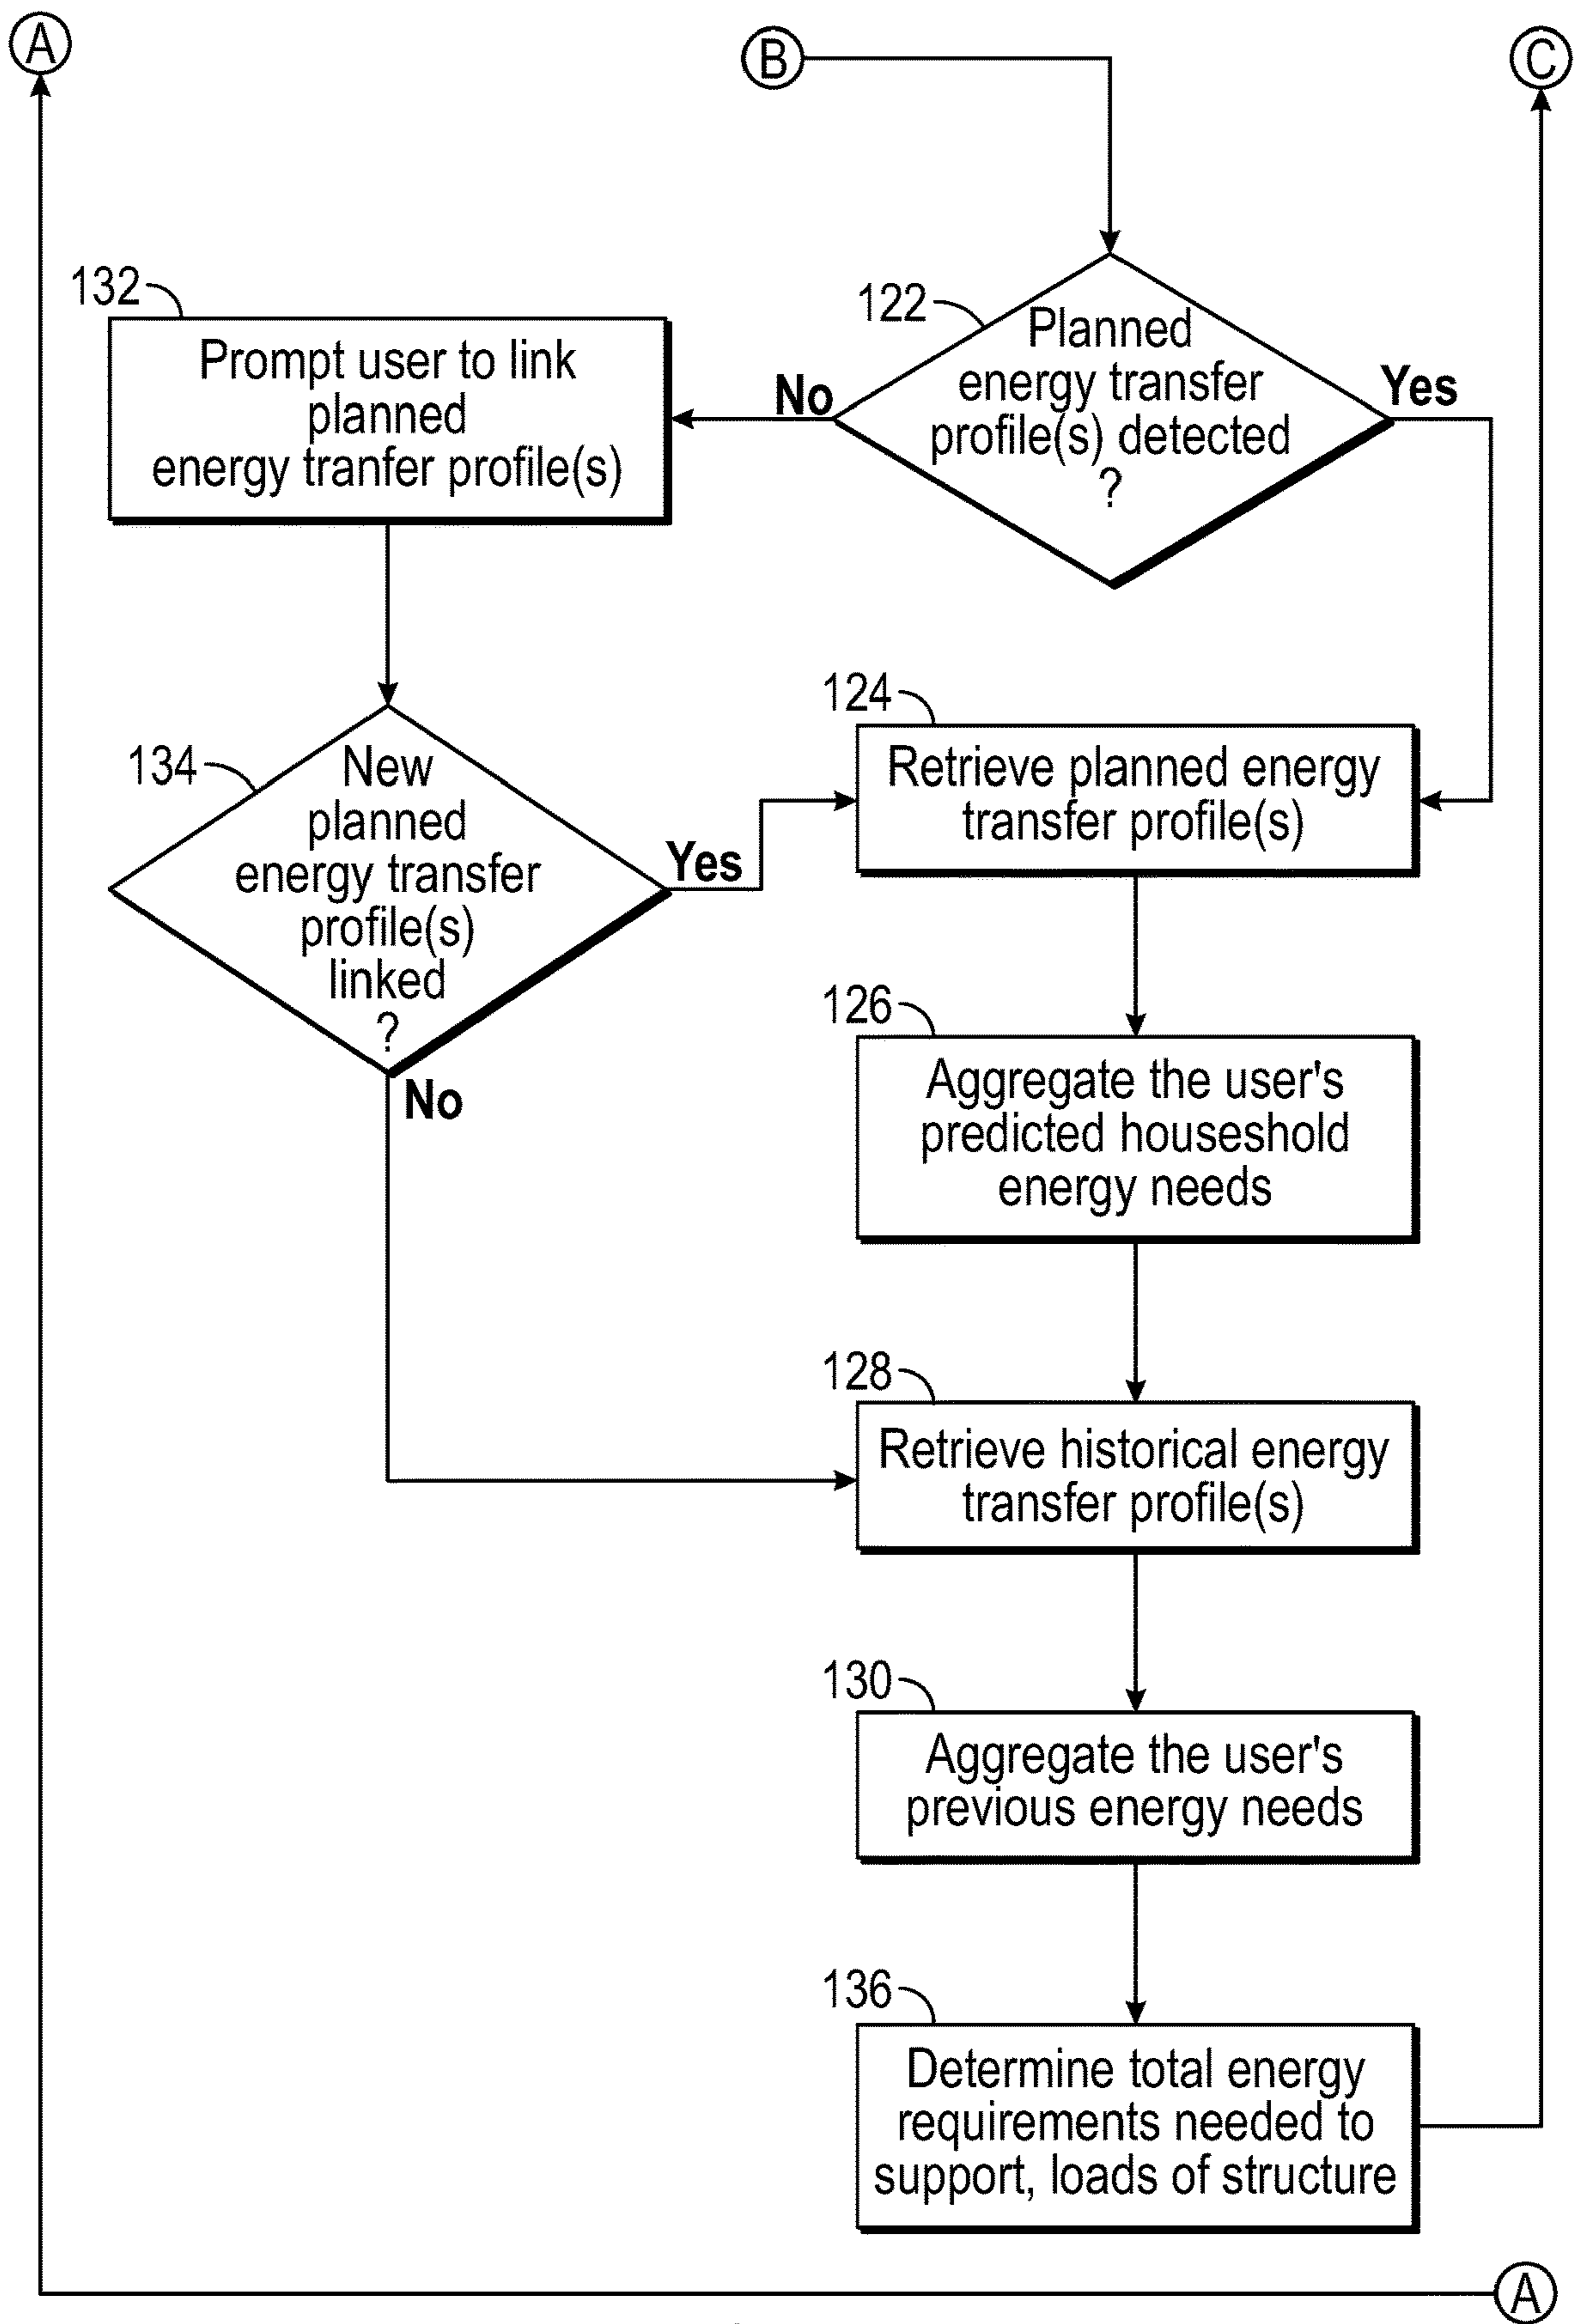 A
B
C
132
Prompt user to link
planned
energy tranfer profile(s)
122
Planned
energy transfer
profile(s) detected
?
No
Yes
134
New
planned
energy transfer
profile(s)
linked
?
Yes
No
124
Retrieve planned energy
transfer profile(s)
126
Aggregate the user's
predicted houseshold
energy needs
128
Retrieve historical energy
transfer profile(s)
130
Aggregate the user's
previous energy needs
136
Determine total energy
requirements needed to
support, loads of structure
A